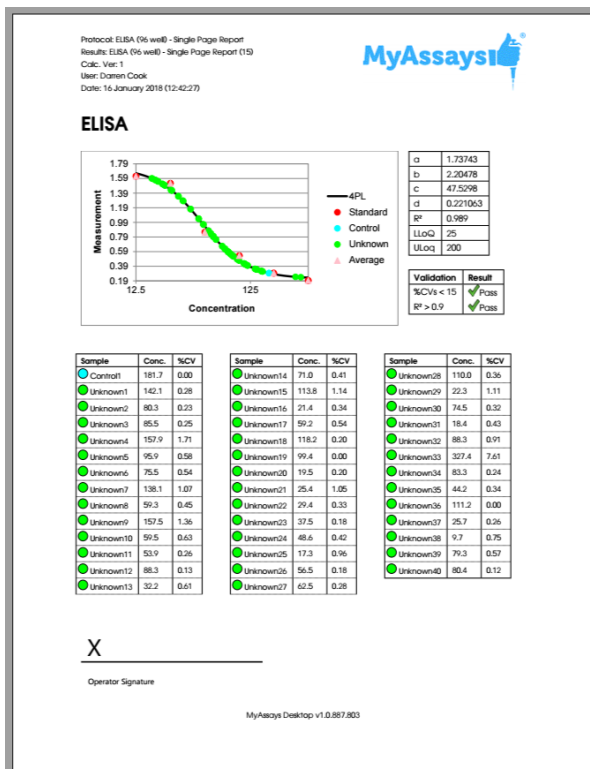 Protocol: ELISA (96 well) - Single Page Report
Results: ELISA (96 well) - Single Page Report (15)
Calc. Ver: 1
User: Darren Cook
Date: 16 January 2018 (12:42:27)
MyAssays
ELISA
Measurement
1.79
1.59
1.39
1.19
0.99
0.79
0.59
0.39
0.19
12.5 125
Concentration
4PL
Standard
Control
Unknown
Average
a 1.73743
b 2.20478
c 47.5298
d 0.221063
R² 0.989
LLoQ 25
ULoq 200
Validation Result
%CVs < 15 Pass
R² > 0.9 Pass
Sample Conc. %CV
Control1 181.7 0.00
Unknown1 142.1 0.28
Unknown2 80.3 0.23
Unknown3 85.5 0.25
Unknown4 157.9 1.71
Unknown5 95.9 0.58
Unknown6 75.5 0.54
Unknown7 138.1 1.07
Unknown8 59.3 0.45
Unknown9 157.5 1.36
Unknown10 59.5 0.63
Unknown11 53.9 0.26
Unknown12 88.3 0.13
Unknown13 32.2 0.61
Sample Conc. %CV
Unknown14 71.0 0.41
Unknown15 113.8 1.14
Unknown16 21.4 0.34
Unknown17 59.2 0.54
Unknown18 118.2 0.20
Unknown19 99.4 0.00
Unknown20 19.5 0.20
Unknown21 25.4 1.05
Unknown22 29.4 0.33
Unknown23 37.5 0.18
Unknown24 48.6 0.42
Unknown25 17.3 0.96
Unknown26 56.5 0.18
Unknown27 62.5 0.28
Sample Conc. %CV
Unknown28 110.0 0.36
Unknown29 22.3 1.11
Unknown30 74.5 0.32
Unknown31 18.4 0.43
Unknown32 88.3 0.91
Unknown33 327.4 7.61
Unknown34 83.3 0.24
Unknown35 44.2 0.34
Unknown36 111.2 0.00
Unknown37 25.7 0.26
Unknown38 9.7 0.75
Unknown39 79.3 0.57
Unknown40 80.4 0.12
X
Operator Signature
MyAssays Desktop v1.0.887.803